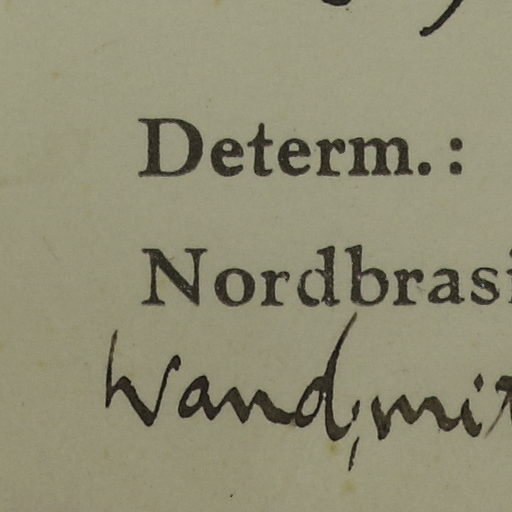 Determ.:
Nordbrasi
Wand, mit